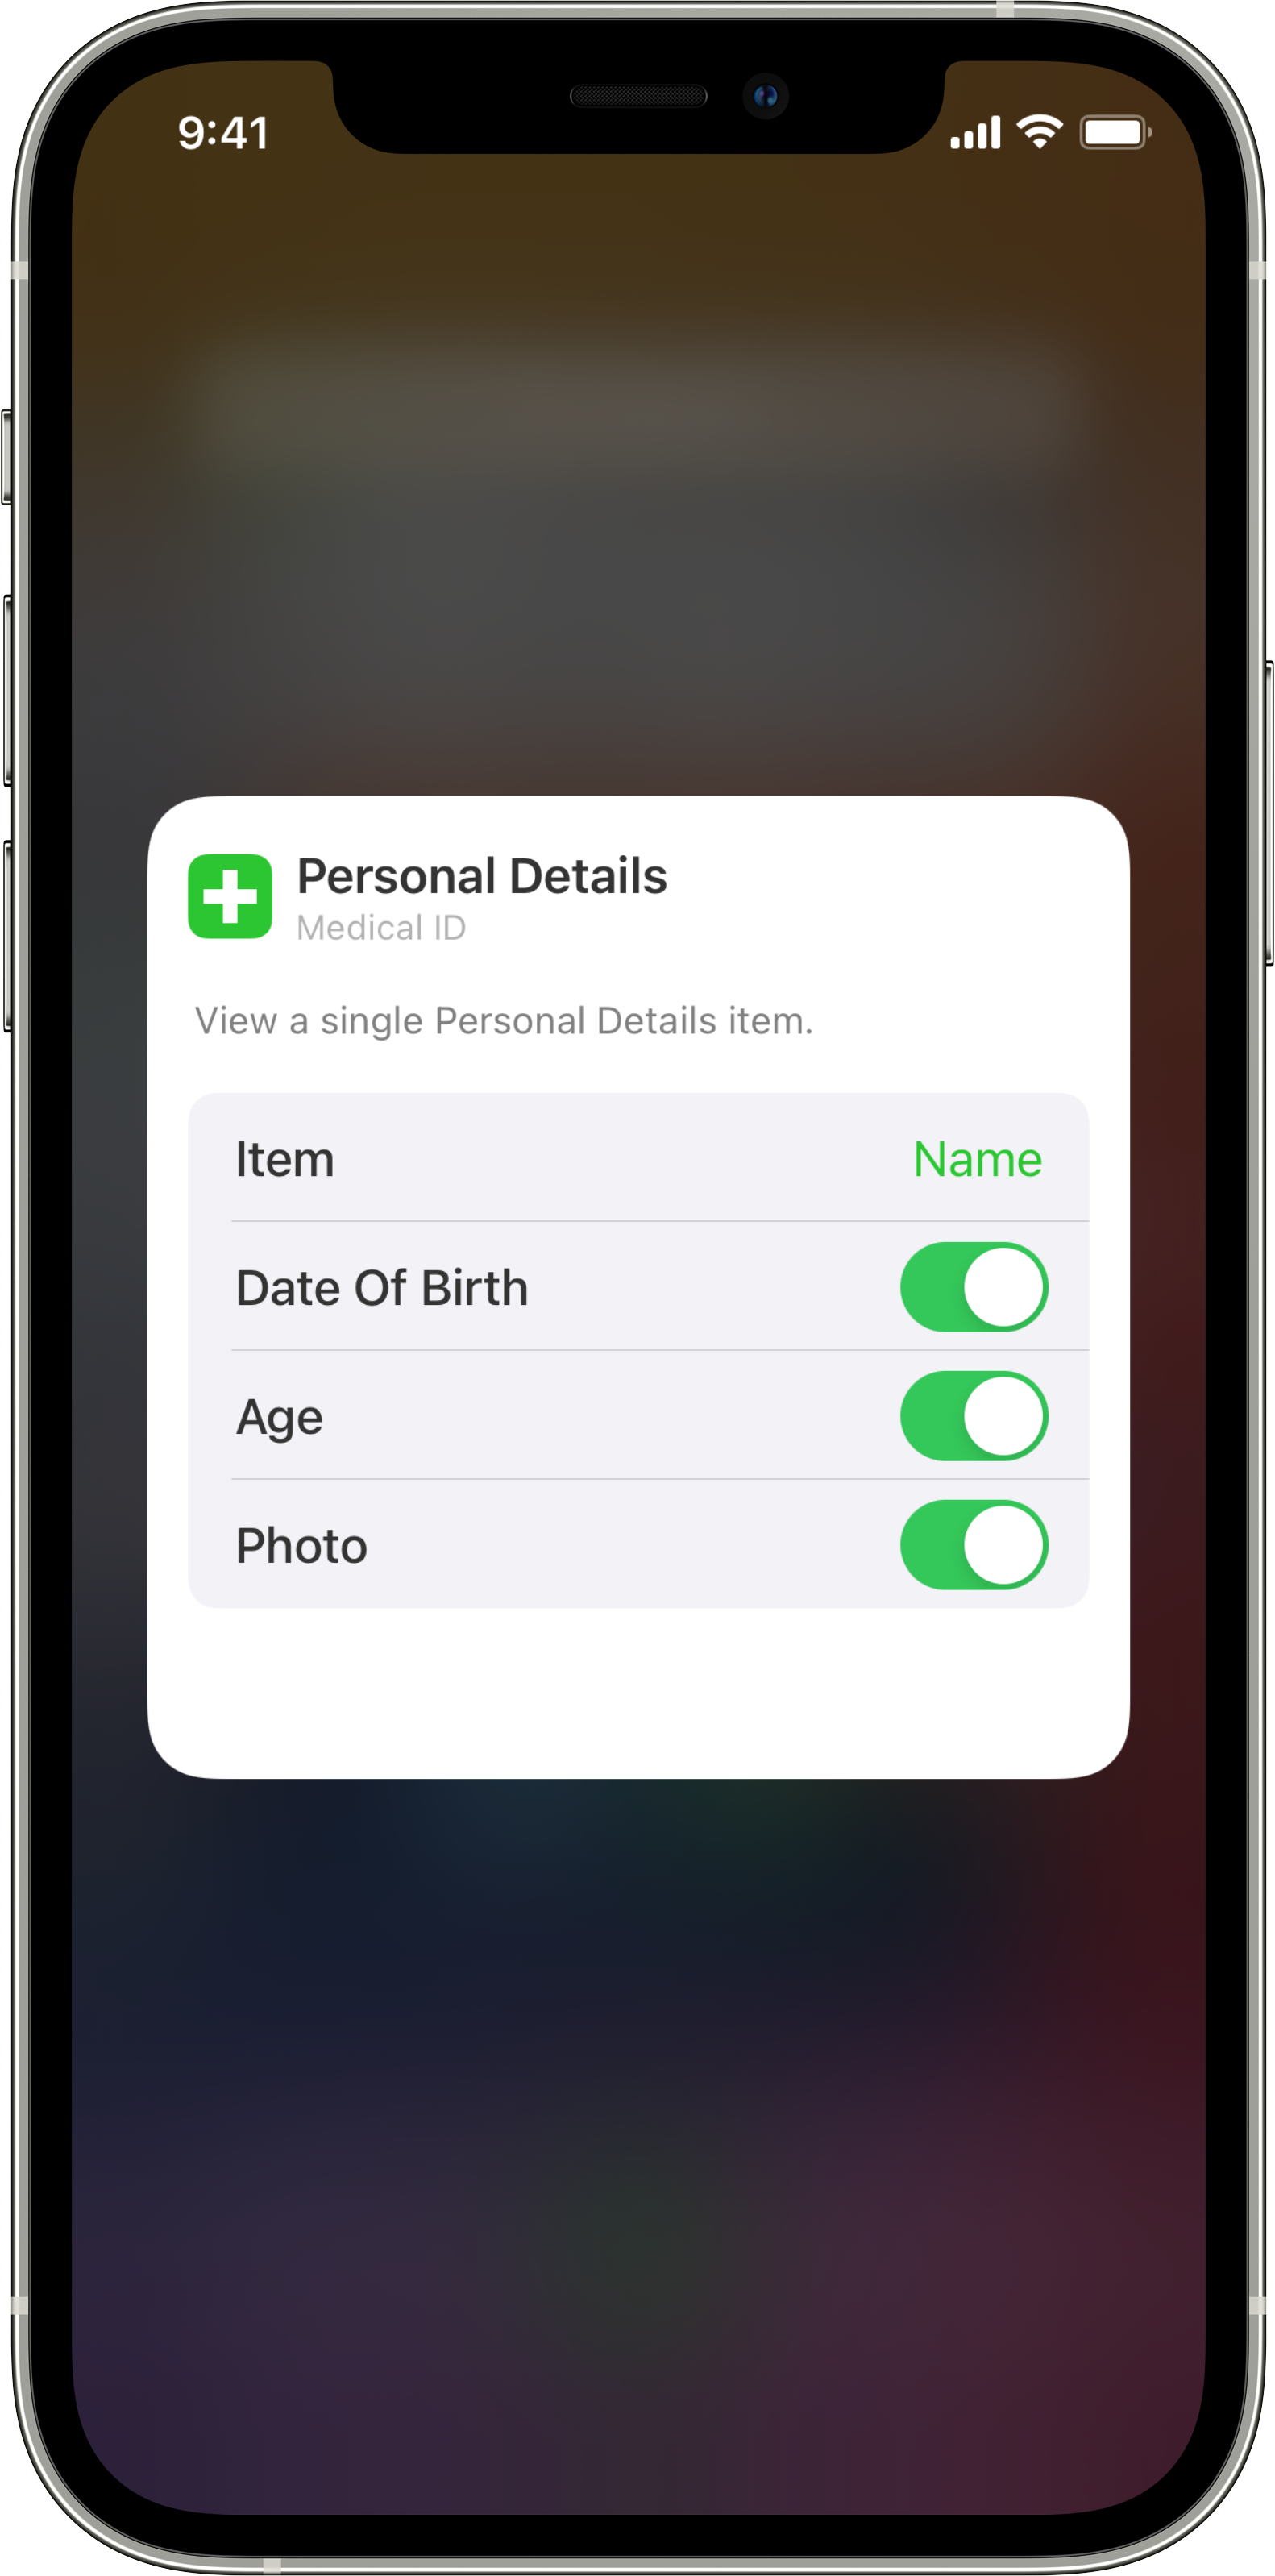 9:41
Personal Details
Medical ID
View a single Personal Details item.
Item Name
Date Of Birth
Age
Photo